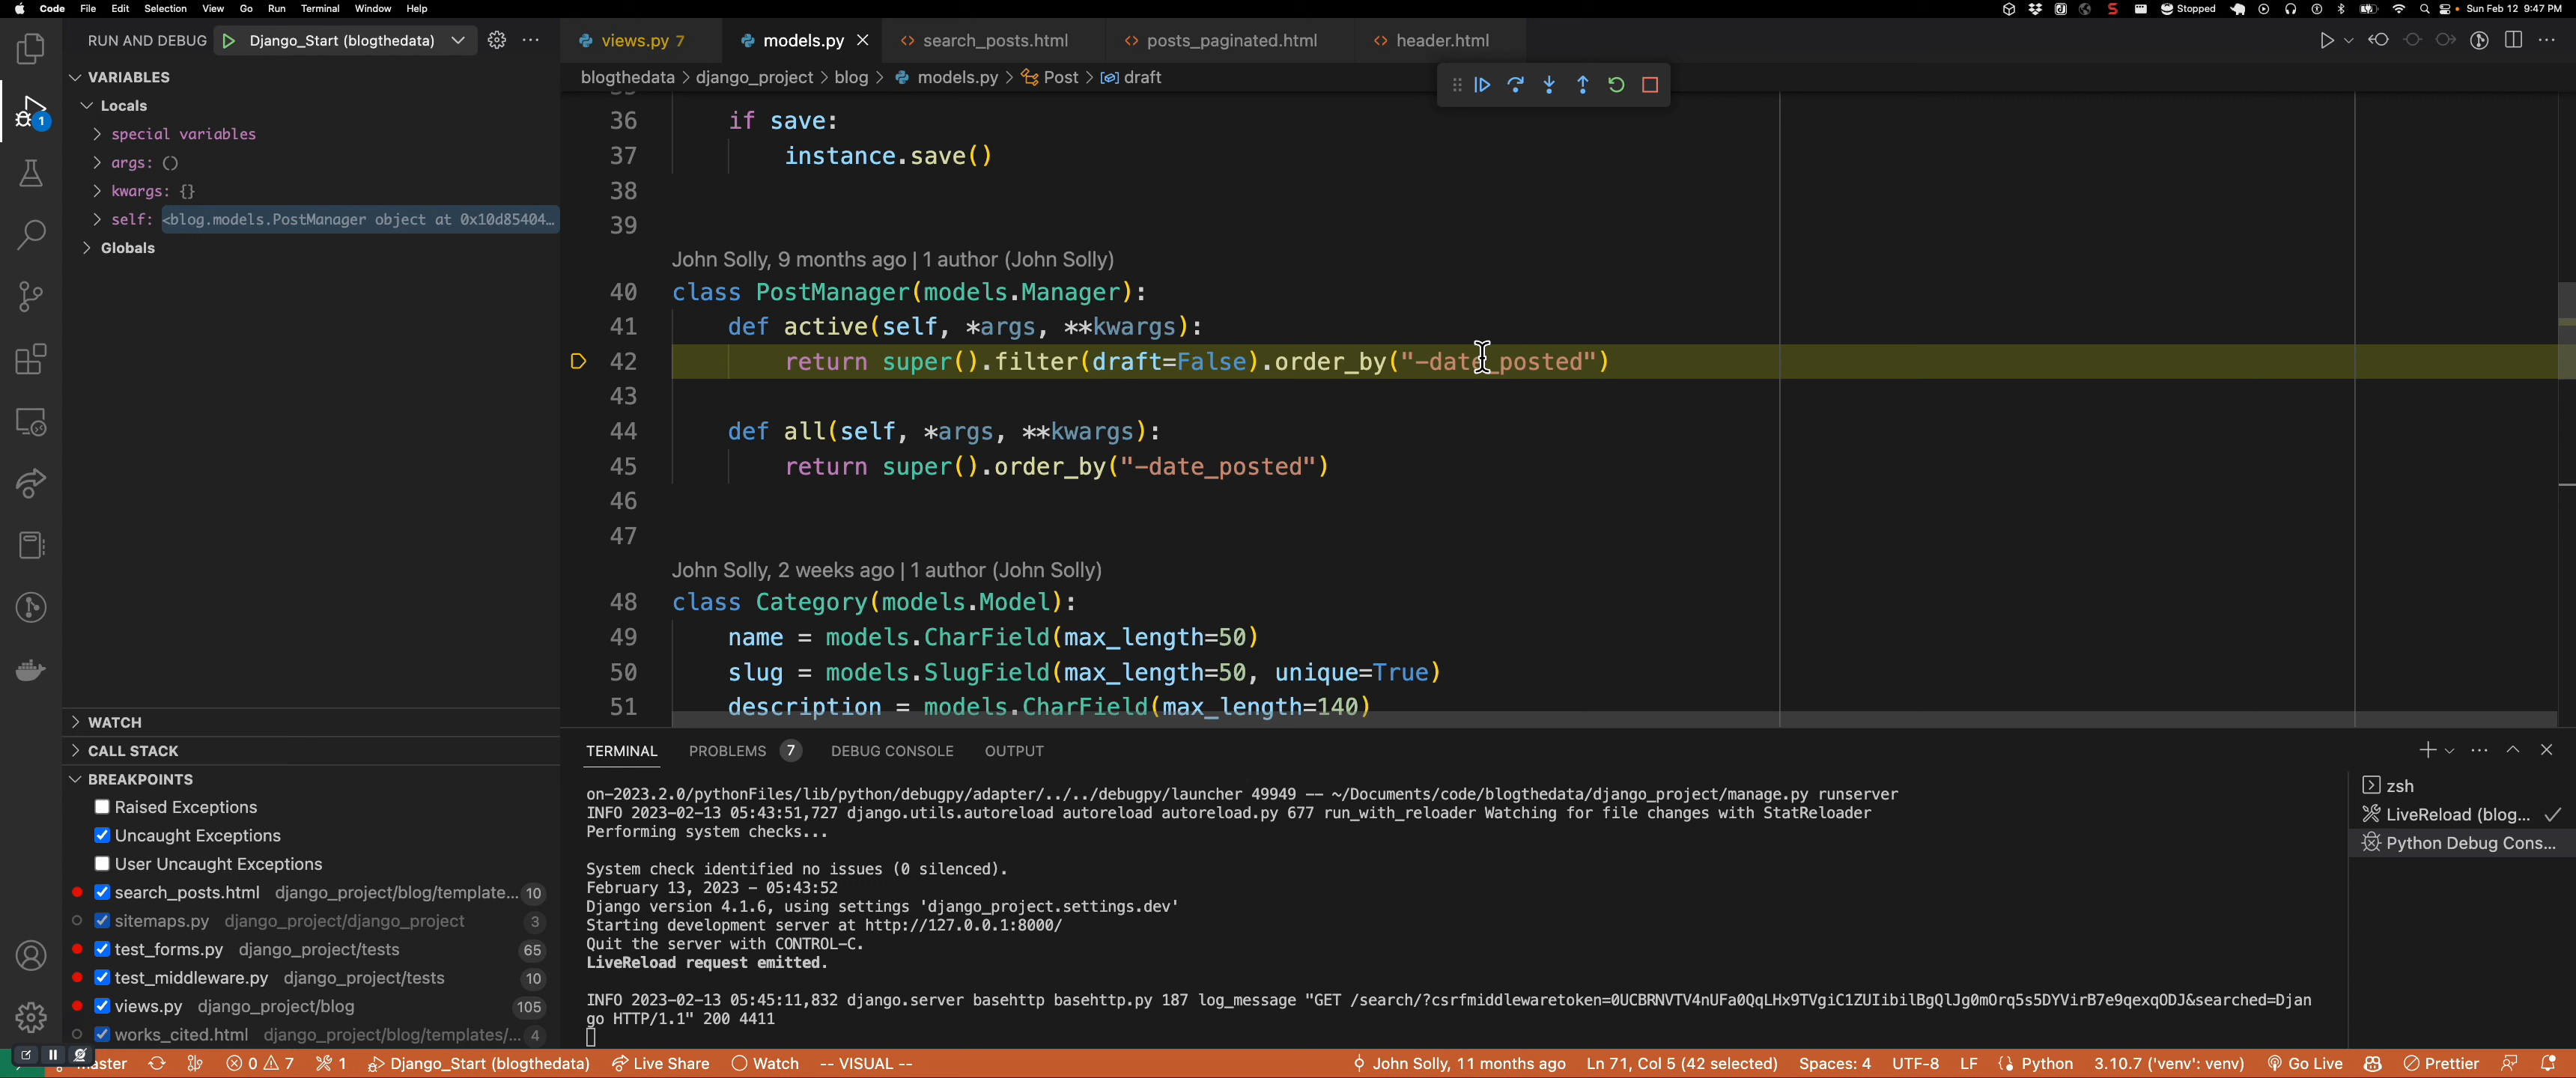 Code File Edit Selection View Go Run Terminal Window Help
Stopped Sun Feb 12 9:47 PM
RUN AND DEBUG Django_Start (blogthedata)
views.py 7 models.py search_posts.html posts_paginated.html header.html
blogthedata > django_project > blog > models.py > Post > draft
VARIABLES
Locals
special variables
args: ()
kwargs: {}
self: <blog.models.PostManager object at 0x10d85404…
Globals
36 if save:
37 instance.save()
38
39
John Solly, 9 months ago | 1 author (John Solly)
40 class PostManager(models.Manager):
41 def active(self, *args, **kwargs):
42 return super().filter(draft=False).order_by("-date_posted")
43
44 def all(self, *args, **kwargs):
45 return super().order_by("-date_posted")
46
47
John Solly, 2 weeks ago | 1 author (John Solly)
48 class Category(models.Model):
49 name = models.CharField(max_length=50)
50 slug = models.SlugField(max_length=50, unique=True)
51 description = models.CharField(max_length=140)
WATCH
CALL STACK
BREAKPOINTS
Raised Exceptions
Uncaught Exceptions
User Uncaught Exceptions
search_posts.html django_project/blog/template... 10
sitemaps.py django_project/django_project 3
test_forms.py django_project/tests 65
test_middleware.py django_project/tests 10
views.py django_project/blog 105
works_cited.html django_project/blog/templates/... 4
TERMINAL PROBLEMS 7 DEBUG CONSOLE OUTPUT
on-2023.2.0/pythonFiles/lib/python/debugpy/adapter/../../debugpy/launcher 49949 -- ~/Documents/code/blogthedata/django_project/manage.py runserver
INFO 2023-02-13 05:43:51,727 django.utils.autoreload autoreload autoreload.py 677 run_with_reloader Watching for file changes with StatReloader
Performing system checks...
System check identified no issues (0 silenced).
February 13, 2023 - 05:43:52
Django version 4.1.6, using settings 'django_project.settings.dev'
Starting development server at http://127.0.0.1:8000/
Quit the server with CONTROL-C.
LiveReload request emitted.
INFO 2023-02-13 05:45:11,832 django.server basehttp basehttp.py 187 log_message "GET /search/?csrfmiddlewaretoken=0UCBRNVTV4nUFa0QqLHx9TVgiC1ZUIibilBgQlJg0mOrq5s5DYVirB7e9qexqODJ&searched=Djan
go HTTP/1.1" 200 4411
zsh
LiveReload (blog...
Python Debug Cons...
0 7 1 Django_Start (blogthedata) Live Share Watch -- VISUAL -- John Solly, 11 months ago Ln 71, Col 5 (42 selected) Spaces: 4 UTF-8 LF Python 3.10.7 ('venv': venv) Go Live Prettier